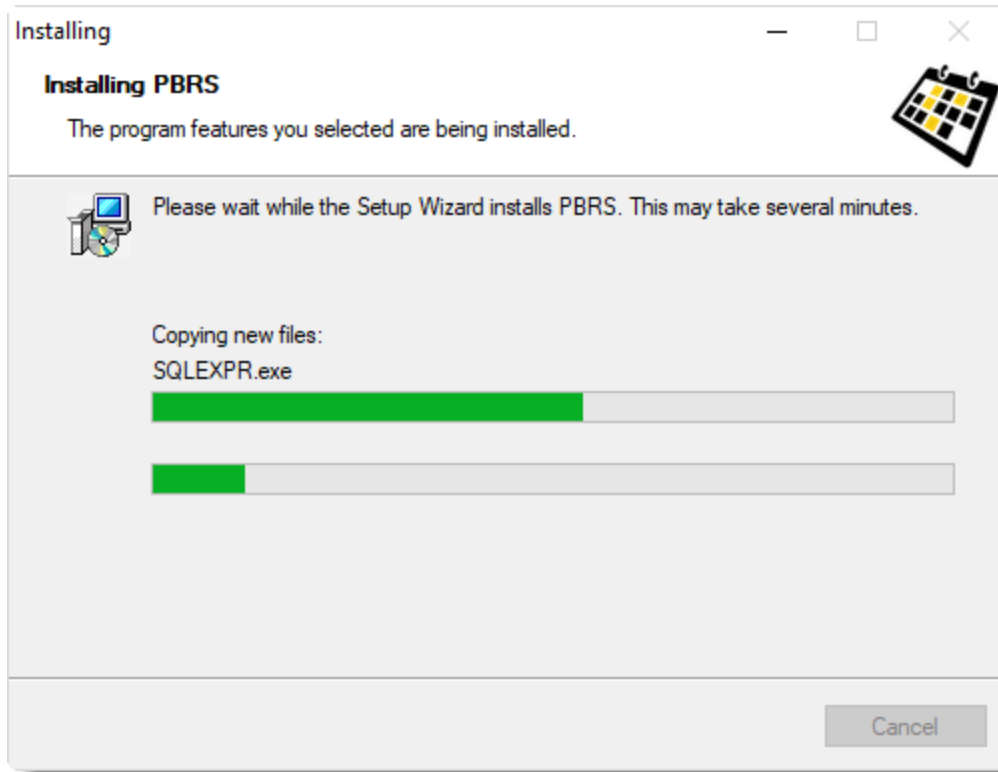 Installing
Installing PBRS
The program features you selected are being installed.
Please wait while the Setup Wizard installs PBRS. This may take several minutes.
Copying new files:
SQLEXPR.exe
Cancel